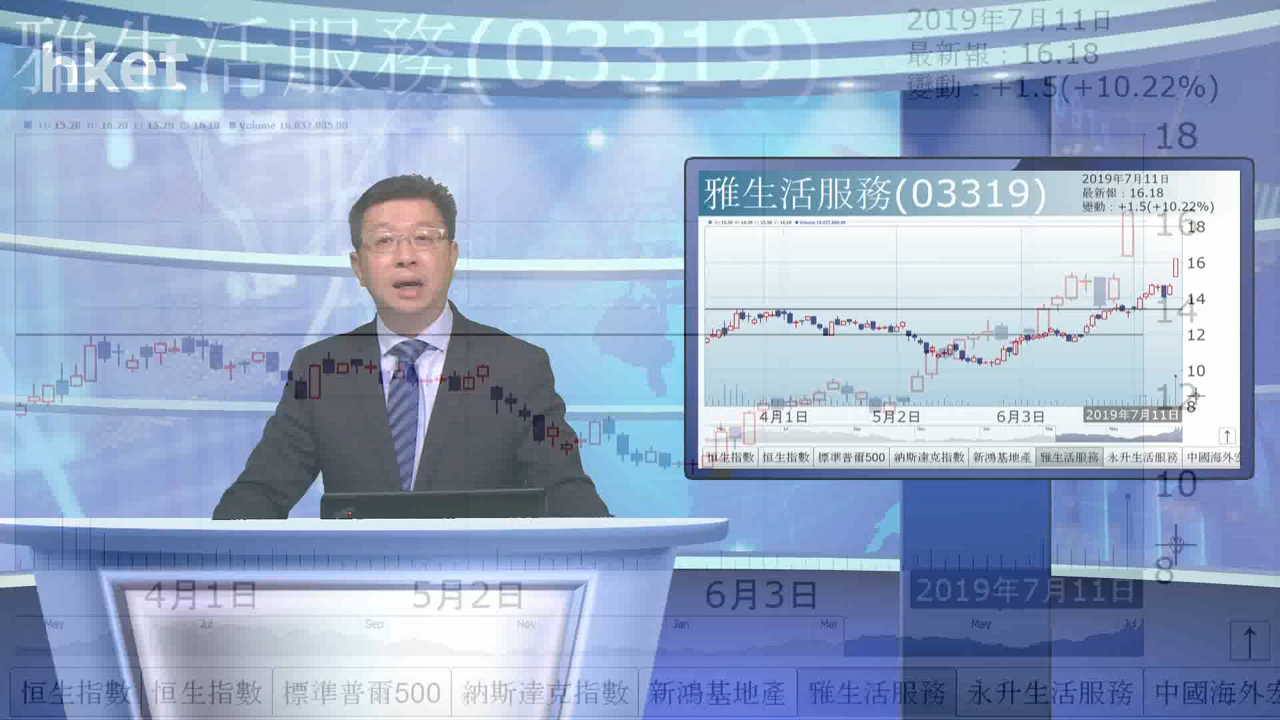 雅生活服務(03319)
2019年7月11日
最新報：16.18
變動：+1.5(+10.22%)
hket
Volume 16,637,885.00
18
16
14
12
10
8
4月1日
5月2日
6月3日
2019年7月11日
May
Jul
Sep
Nov
Jan
Mar
May
Jul
恒生指數
恒生指數
標準普爾500
納斯達克指數
新鴻基地產
雅生活服務
永升生活服務
中國海外
雅生活服務(03319)
2019年7月11日
最新報：16.18
變動：+1.5(+10.22%)
18
16
14
12
10
8
4月1日
5月2日
6月3日
2019年7月11日
恒生指數
恒生指數
標準普爾500
納斯達克指數
新鴻基地產
雅生活服務
永升生活服務
中國海外